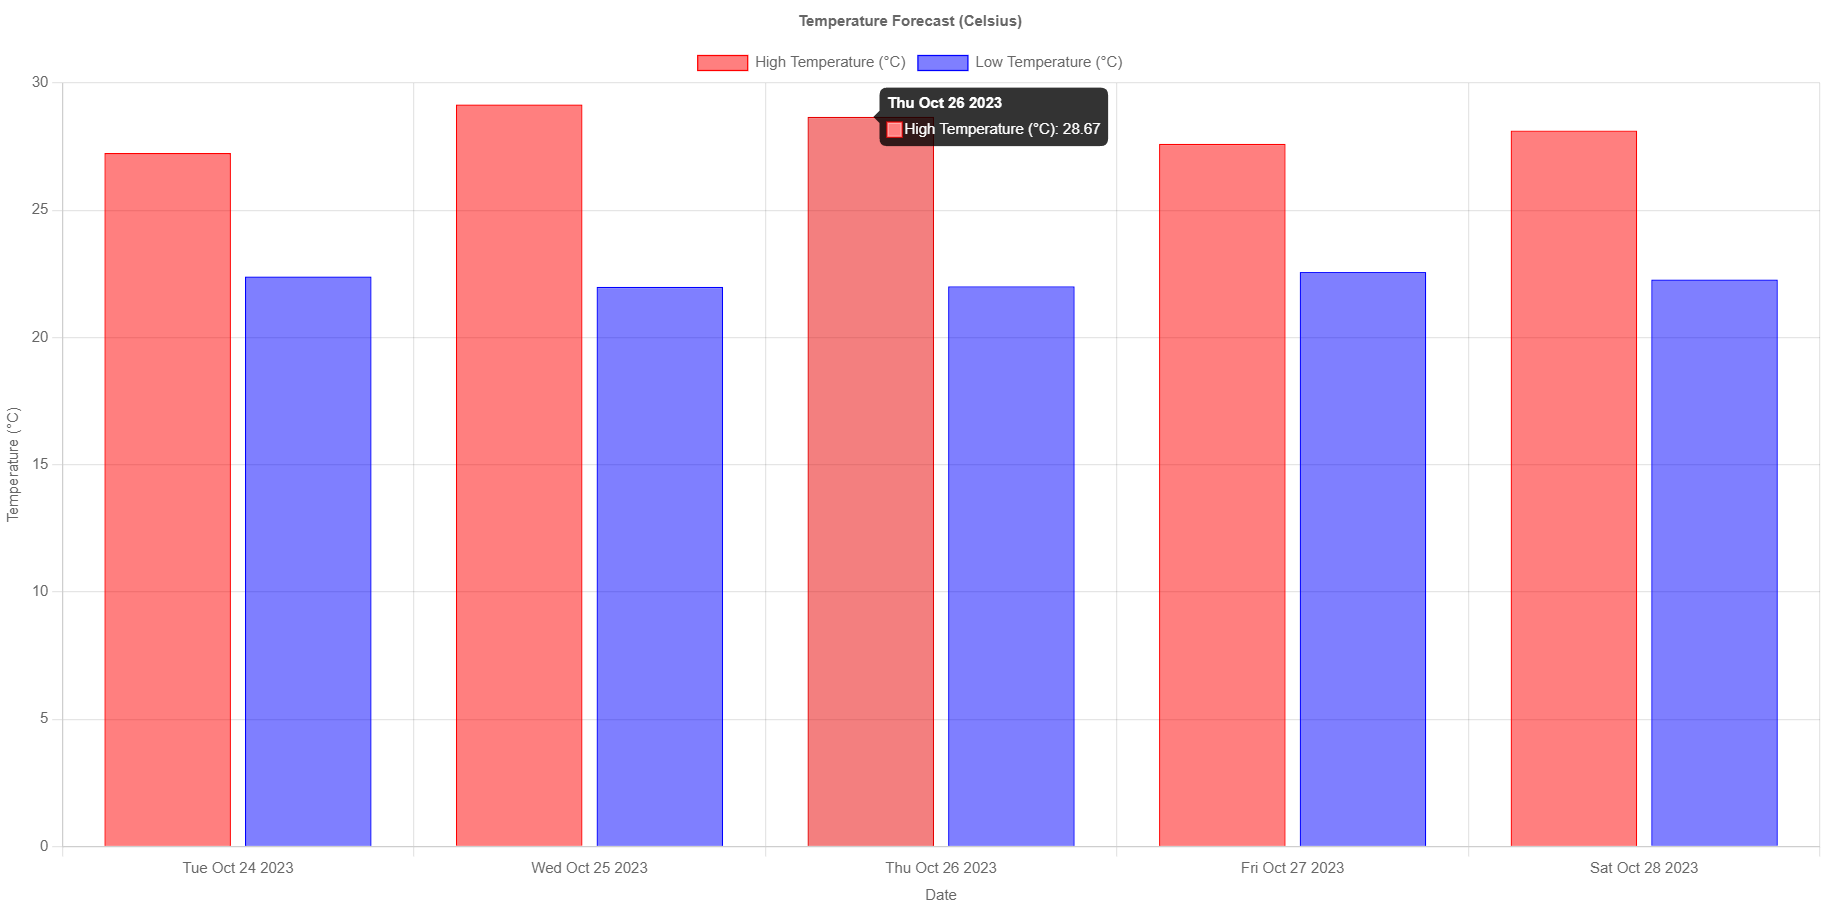 Temperature Forecast (Celsius)
High Temperature (°C) Low Temperature (°C)
Thu Oct 26 2023
High Temperature (°C): 28.67
Temperature (°C)
30
25
20
15
10
5
0
Tue Oct 24 2023 Wed Oct 25 2023 Thu Oct 26 2023 Fri Oct 27 2023 Sat Oct 28 2023
Date